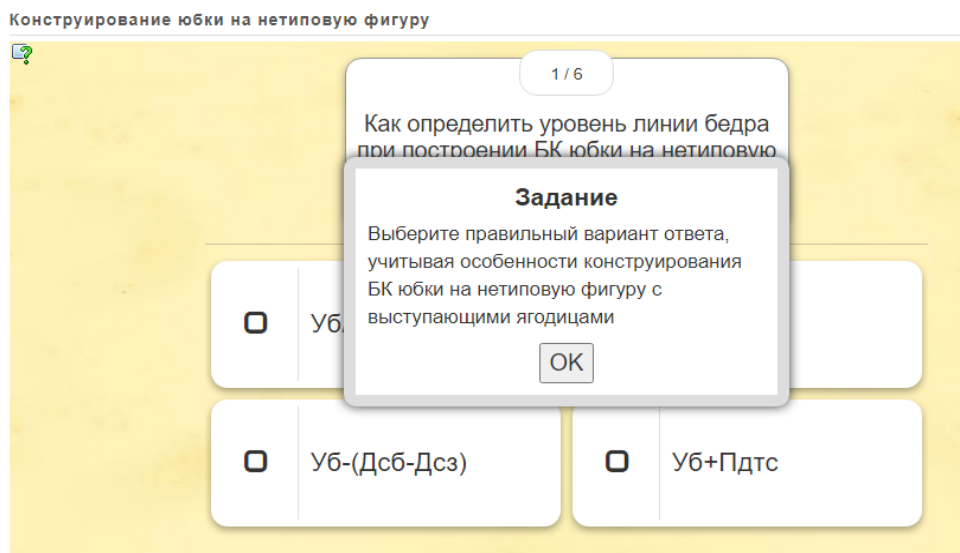 Конструирование юбки на нетиповую фигуру
1 / 6
Как определить уровень линии бедра
при построении БК юбки на нетиповую
Задание
Выберите правильный вариант ответа,
учитывая особенности конструирования
БК юбки на нетиповую фигуру с
выступающими ягодицами
OK
Уб-(Дсб-Дсз)
Уб+Пдтс